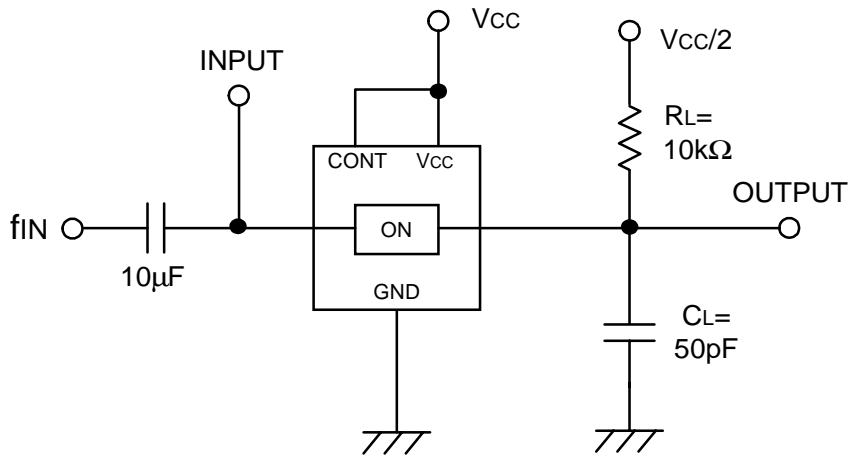 VCC
VCC/2
INPUT
RL=
10kΩ
CONT
VCC
OUTPUT
fIN
ON
10μF
GND
CL=
50pF